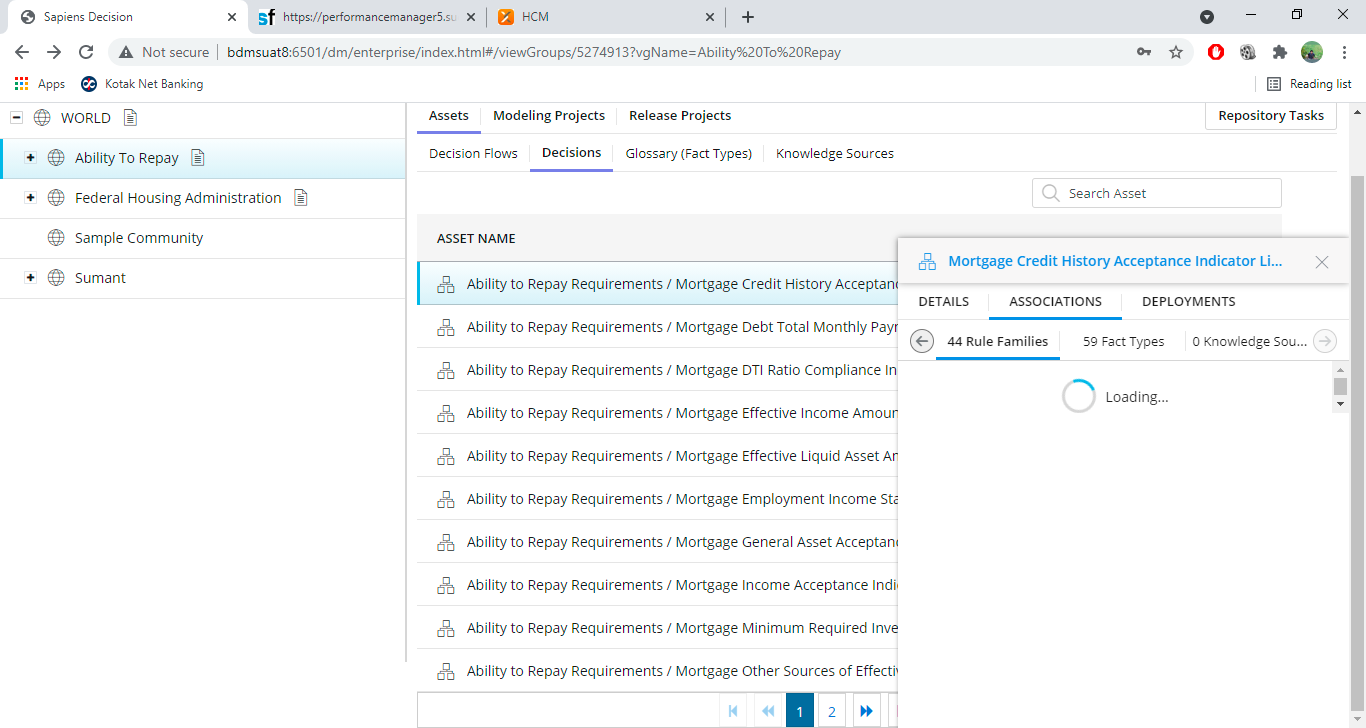 Sapiens Decision
https://performancemanager5.su
HCM
Not secure
bdmsuat8:6501/dm/enterprise/index.html#/viewGroups/5274913?vgName=Ability%20To%20Repay
Apps
Kotak Net Banking
Reading list
WORLD
Ability To Repay
Federal Housing Administration
Sample Community
Sumant
Assets
Modeling Projects
Release Projects
Repository Tasks
Decision Flows
Decisions
Glossary (Fact Types)
Knowledge Sources
Search Asset
ASSET NAME
Ability to Repay Requirements / Mortgage Credit History Acceptanc
Ability to Repay Requirements / Mortgage Debt Total Monthly Payr
Ability to Repay Requirements / Mortgage DTI Ratio Compliance In
Ability to Repay Requirements / Mortgage Effective Income Amoun
Ability to Repay Requirements / Mortgage Effective Liquid Asset Ar
Ability to Repay Requirements / Mortgage Employment Income Sta
Ability to Repay Requirements / Mortgage General Asset Acceptanc
Ability to Repay Requirements / Mortgage Income Acceptance Indi
Ability to Repay Requirements / Mortgage Minimum Required Inve
Ability to Repay Requirements / Mortgage Other Sources of Effecti
1
2
Mortgage Credit History Acceptance Indicator Li...
DETAILS
ASSOCIATIONS
DEPLOYMENTS
44 Rule Families
59 Fact Types
0 Knowledge Sou...
Loading...